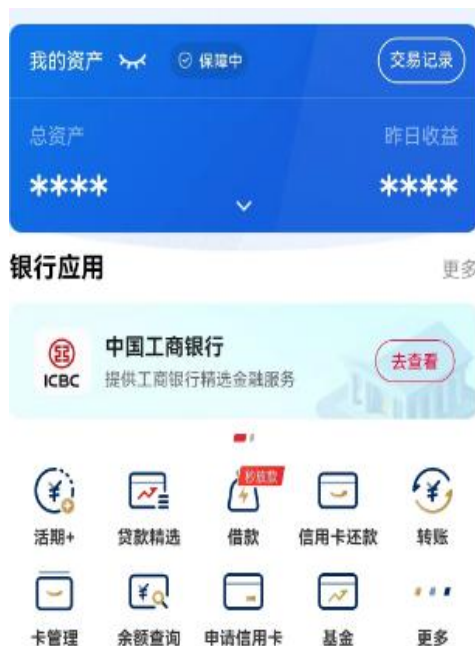 我的资产 保障中 交易记录
总资产 昨日收益
**** ****
银行应用 更多
中国工商银行
ICBC 提供工商银行精选金融服务 去查看
秒放款
活期+ 贷款精选 借款 信用卡还款 转账
卡管理 余额查询 申请信用卡 基金 更多